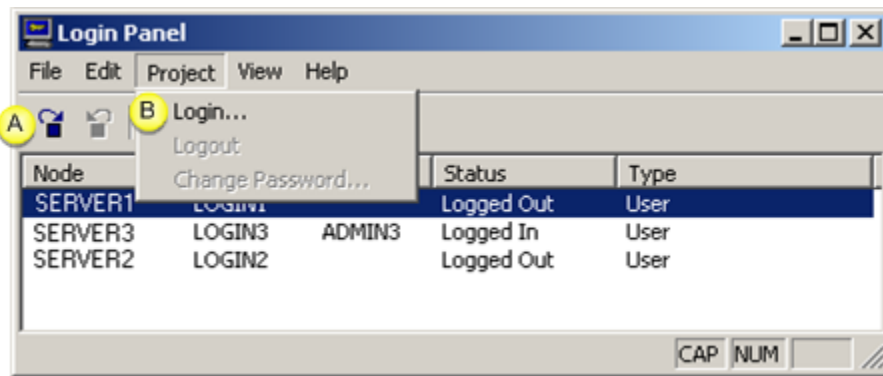 Login Panel
File Edit Project View Help
A B Login...
Logout
Change Password...
Node Status Type
SERVER1 LOGIN1 Logged Out User
SERVER3 LOGIN3 ADMIN3 Logged In User
SERVER2 LOGIN2 Logged Out User
CAP NUM